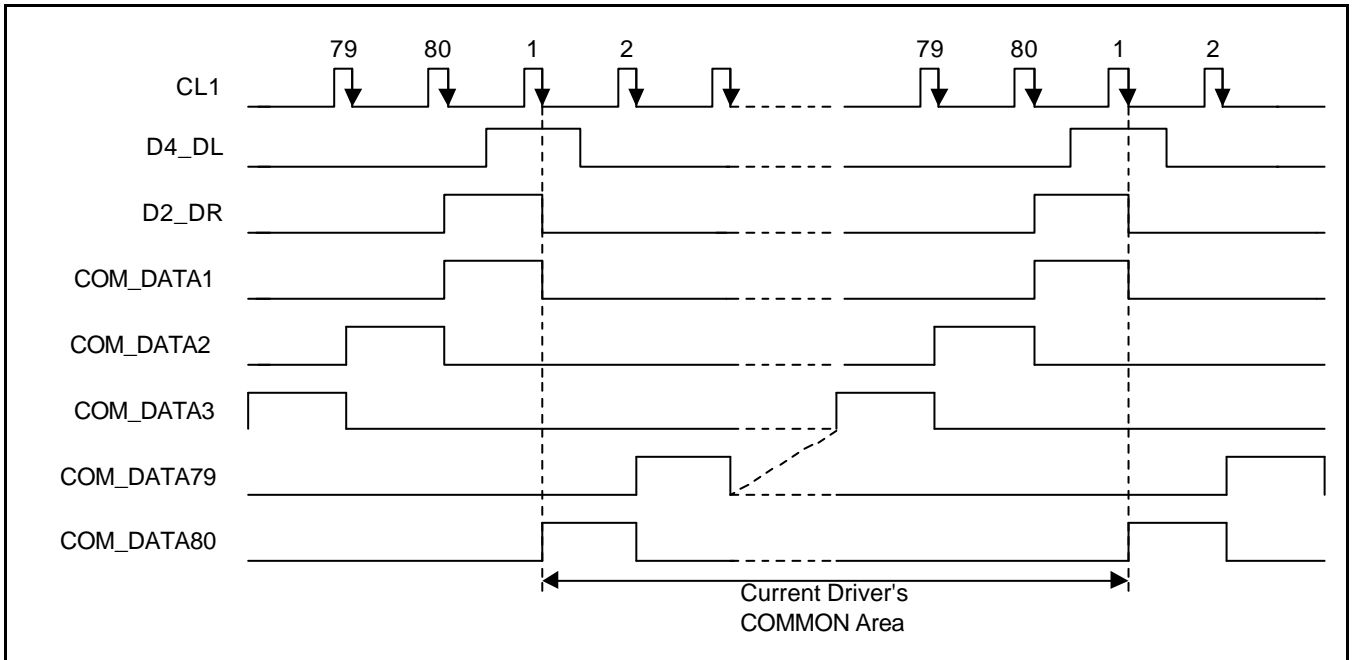 79 80 1 2 79 80 1 2
CL1
D4_DL
D2_DR
COM_DATA1
COM_DATA2
COM_DATA3
COM_DATA79
COM_DATA80
Current Driver's
COMMON Area